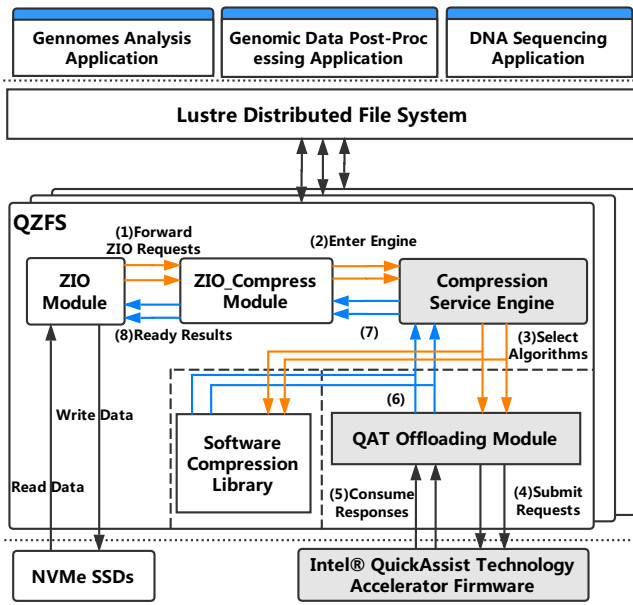 Gennomes Analysis
Application
Genomic Data Post-Proc
essing Application
DNA Sequencing
Application
Lustre Distributed File System
QZFS
(1)Forward
ZIO Requests
(2)Enter Engine
ZIO
Module
ZIO_Compress
Module
Compression
Service Engine
(8)Ready Results
(7)
(3)Select
Algorithms
(6)
Write Data
Software
Compression
Library
QAT Offloading Module
Read Data
(5)Consume
Responses
(4)Submit
Requests
NVMe SSDs
Intel® QuickAssist Technology
Accelerator Firmware